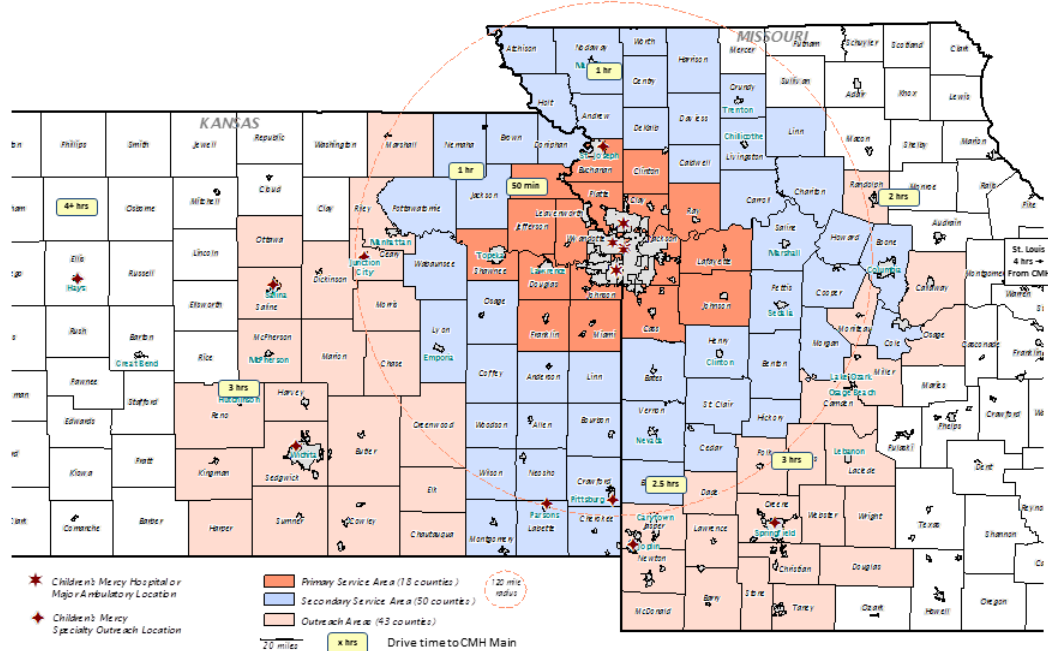 MISSOURI
KANSAS
Atchison
Nodaway
Worth
Harrison
Mercer
Putnam
Schuyler
Scotland
Clark
1 hr
Gentry
Grundy
Sullivan
Adair
Knox
Lewis
Holt
Andrew
DeKalb
Daviess
Trenton
Chillicothe
Livingston
Linn
Macon
Shelby
Marion
Phillips
Smith
Jewell
Republic
Washington
Marshall
Nemaha
Brown
Doniphan
St. Joseph
Buchanan
Clinton
Caldwell
Carroll
Chariton
Randolph
Monroe
Ralls
Pike
4+ hrs
Osborne
Mitchell
Cloud
Clay
Riley
Pottawatomie
1 hr
Jackson
50 min
Platte
Clay
Ray
2 hrs
Audrain
Leavenworth
Jefferson
Wyandotte
Jackson
Lafayette
Saline
Marshall
Howard
Boone
Columbia
Callaway
Montgomery
St. Louis
4 hrs →
From CMH
Warren
Ottawa
Lincoln
Ellis
Hays
Russell
Manhattan
Geary
Junction
City
Wabaunsee
Topeka
Shawnee
Lawrence
Douglas
Johnson
Johnson
Pettis
Sedalia
Cooper
Moniteau
Cole
Osage
Gasconade
Franklin
Ellsworth
Salina
Saline
Dickinson
Morris
Osage
Franklin
Miami
Cass
Henry
Clinton
Benton
Morgan
Miller
Maries
Rush
Barton
Great Bend
Rice
McPherson
McPherson
Marion
Chase
Lyon
Emporia
Coffey
Anderson
Linn
Bates
St Clair
Hickory
Lake Ozark
Osage Beach
Camden
Pulaski
Phelps
Crawford
Pawnee
Stafford
3 hrs
Hutchinson
Reno
Harvey
Edwards
Greenwood
Woodson
Allen
Bourbon
Vernon
Nevada
Cedar
Polk
3 hrs
Lebanon
Laclede
Dent
Kiowa
Pratt
Kingman
Wichita
Sedgwick
Butler
Elk
Wilson
Neosho
Crawford
Pittsburg
2.5 hrs
Dade
Greene
Springfield
Webster
Wright
Texas
Shannon
Comanche
Barber
Harper
Sumner
Cowley
Chautauqua
Montgomery
Parsons
Labette
Cherokee
Carytown
Jasper
Joplin
Newton
Lawrence
Christian
Douglas
McDonald
Barry
Stone
Taney
Ozark
Howell
Oregon
Children's Mercy Hospital or
Major Ambulatory Location
Children's Mercy
Specialty Outreach Location
Primary Service Area (18 counties)
Secondary Service Area (50 counties)
Outreach Areas (43 counties)
120 mile
radius
20 miles
x hrs
Drive time to CMH Main